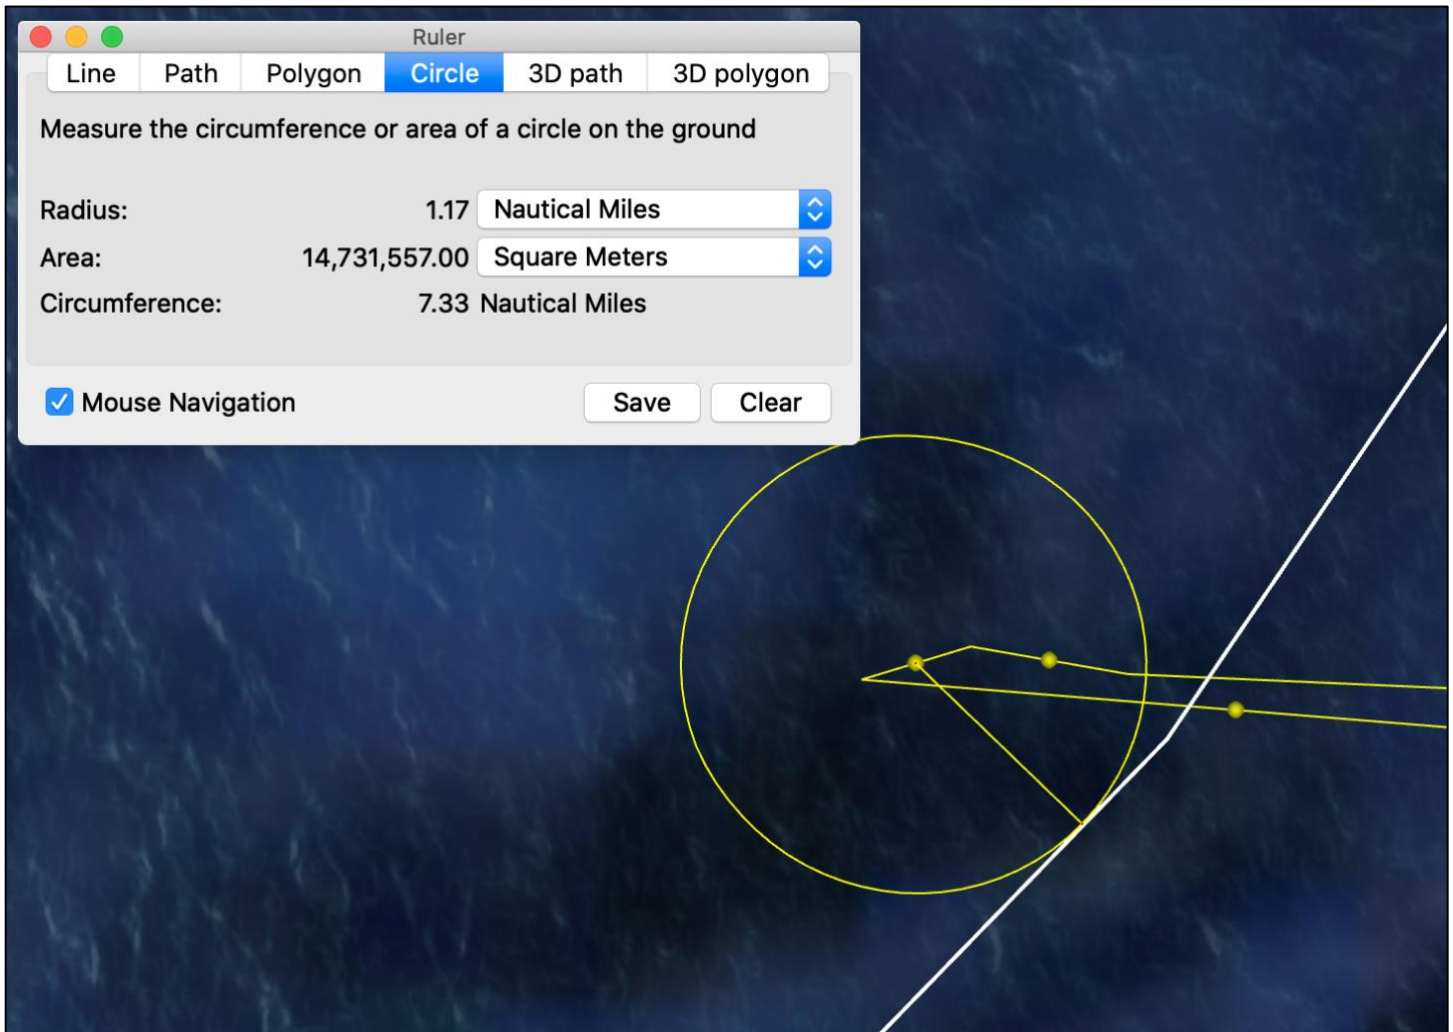 Ruler
Line Path Polygon Circle 3D path 3D polygon
Measure the circumference or area of a circle on the ground
Radius: 1.17 Nautical Miles
Area: 14,731,557.00 Square Meters
Circumference: 7.33 Nautical Miles
Mouse Navigation Save Clear